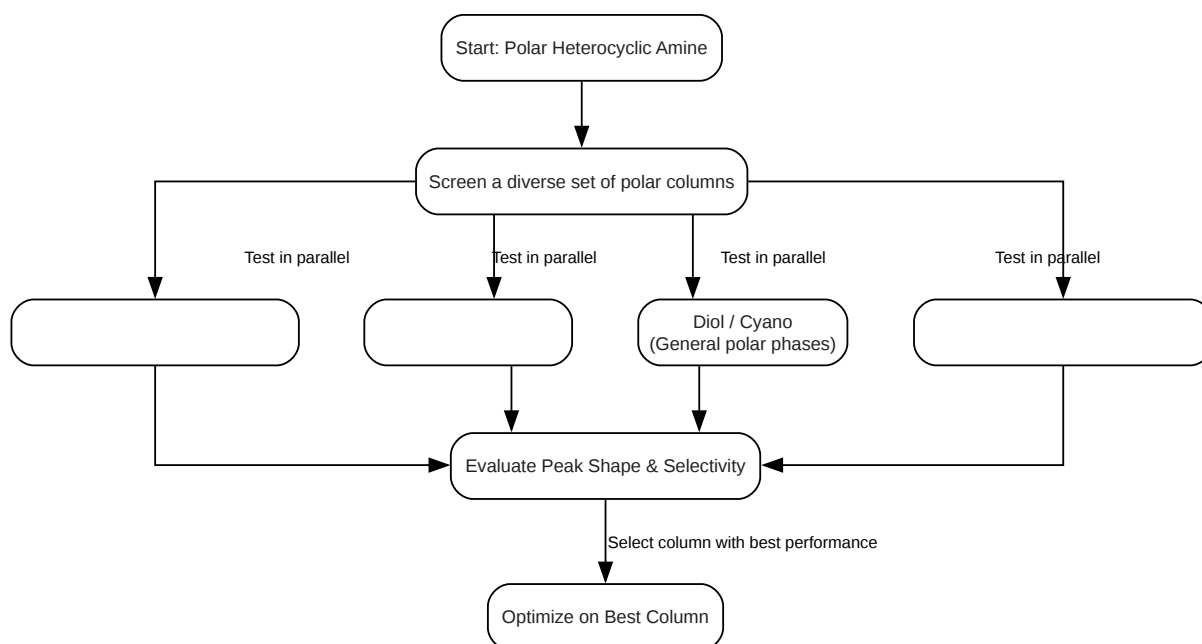 Start: Polar Heterocyclic Amine
Screen a diverse set of polar columns
Test in parallel
Test in parallel
Test in parallel
Test in parallel
Diol / Cyano
(General polar phases)
Evaluate Peak Shape & Selectivity
Select column with best performance
Optimize on Best Column